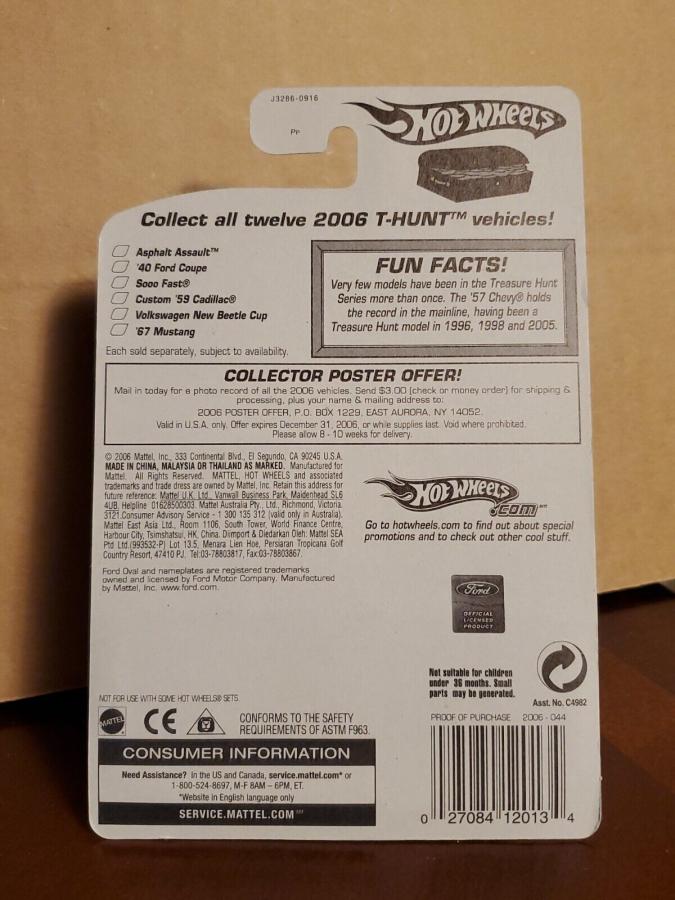 J3286-0916
PP
HOT WHEELS®
Collect all twelve 2006 T-HUNT™ vehicles!
Asphalt Assault™
'40 Ford Coupe
Sooo Fast®
Custom '59 Cadillac®
Volkswagen New Beetle Cup
'67 Mustang
Each sold separately, subject to availability.
FUN FACTS!
Very few models have been in the Treasure Hunt
Series more than once. The '57 Chevy® holds
the record in the mainline, having been a
Treasure Hunt model in 1996, 1998 and 2005.
COLLECTOR POSTER OFFER!
Mail in today for a photo record of all the 2006 vehicles. Send $3.00 (check or money order) for shipping &
processing, plus your name & mailing address to:
2006 POSTER OFFER, P.O. BOX 1229, EAST AURORA, NY 14052.
Valid in U.S.A. only. Offer expires December 31, 2006, or while supplies last. Void where prohibited.
Please allow 8 - 10 weeks for delivery.
© 2006 Mattel, Inc., 333 Continental Blvd., El Segundo, CA 90245 U.S.A.
MADE IN CHINA, MALAYSIA OR THAILAND AS MARKED. Manufactured for
Mattel. All Rights Reserved. MATTEL, HOT WHEELS and associated
trademarks and trade dress are owned by Mattel, Inc. Retain this address for
future reference: Mattel U.K. Ltd., Vanwall Business Park, Maidenhead SL6
4UB. Helpline 01628500303. Mattel Australia Pty., Ltd., Richmond, Victoria.
3121.Consumer Advisory Service - 1 300 135 312 (valid only in Australia).
Mattel East Asia Ltd., Room 1106, South Tower, World Finance Centre,
Harbour City, Tsimshatsui, HK, China. Diimport & Diedarkan Oleh: Mattel SEA
Ptd Ltd.(993532-P) Lot 13.5, Menara Lien Hoe, Persiaran Tropicana Golf
Country Resort, 47410 PJ. Tel:03-78803817, Fax:03-78803867.
Ford Oval and nameplates are registered trademarks
owned and licensed by Ford Motor Company. Manufactured
by Mattel, Inc. www.ford.com.
HOT WHEELS
.COM℠
Go to hotwheels.com to find out about special
promotions and to check out other cool stuff.
Ford
OFFICIAL
LICENSED
PRODUCT
Not suitable for children
under 36 months. Small
parts may be generated.
Asst. No. C4982
NOT FOR USE WITH SOME HOT WHEELS® SETS.
MATTEL
CE
CONFORMS TO THE SAFETY
REQUIREMENTS OF ASTM F963.
CONSUMER INFORMATION
Need Assistance? In the US and Canada, service.mattel.com* or
1-800-524-8697, M-F 8AM – 6PM, ET.
*Website in English language only
SERVICE.MATTEL.COM℠
PROOF OF PURCHASE 2006 - 044
0 27084 12013 4